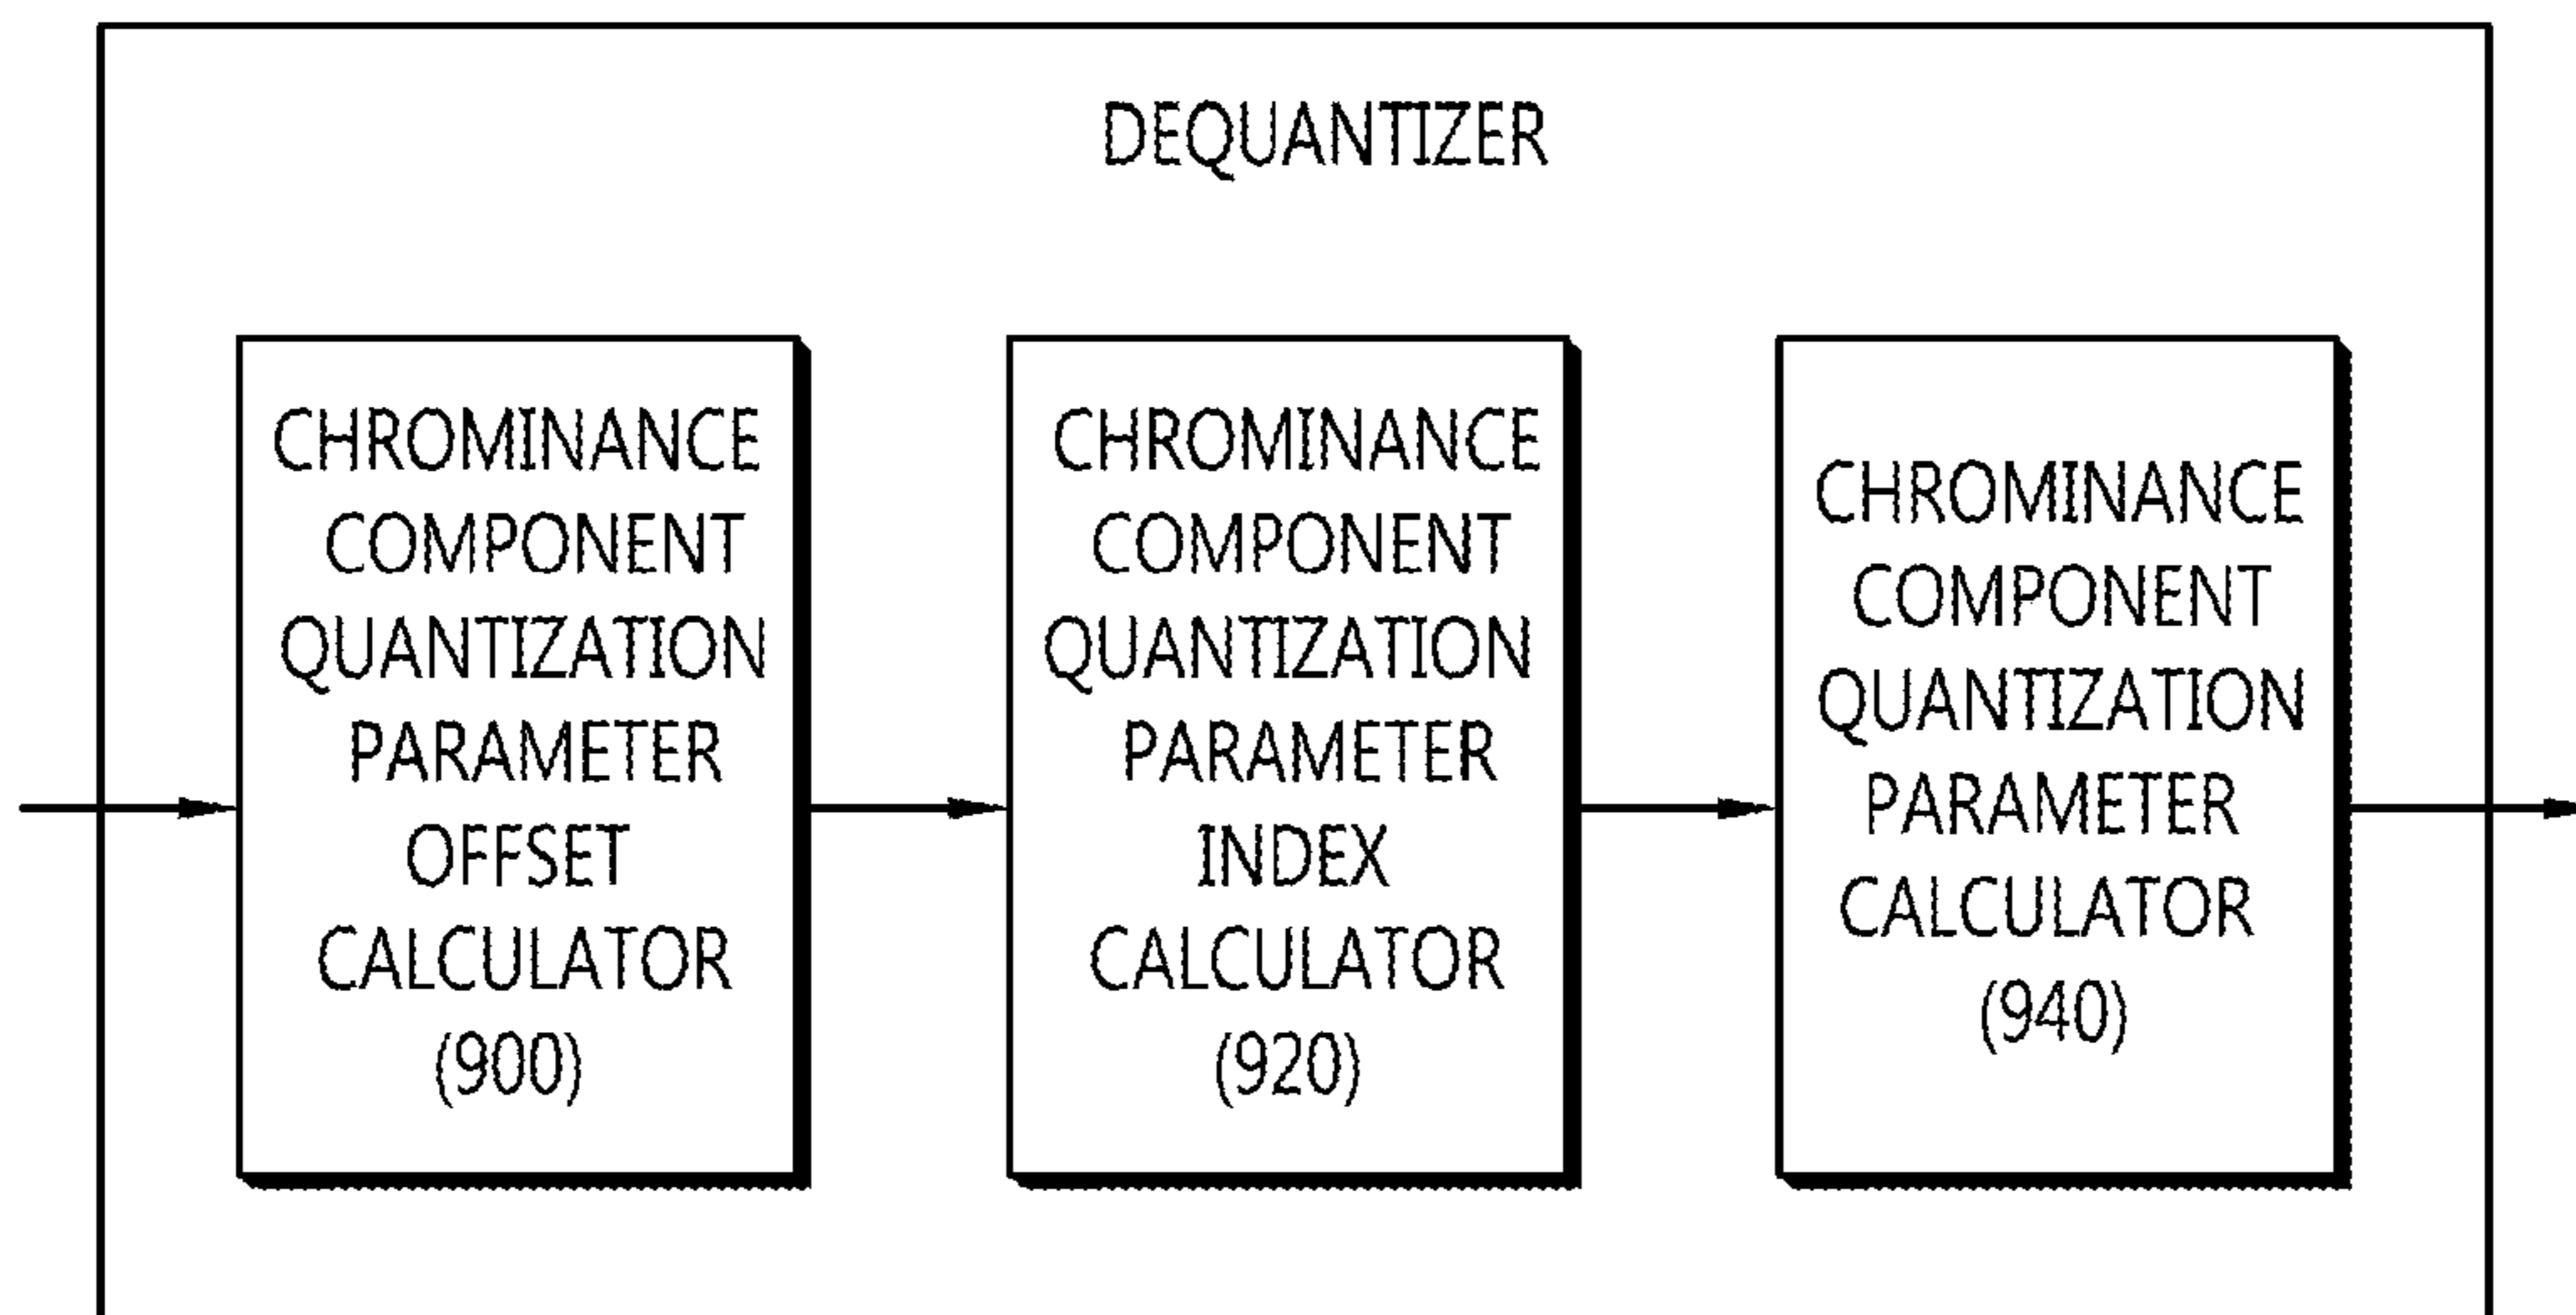 DEQUANTIZER
CHROMINANCE
COMPONENT
QUANTIZATION
PARAMETER
OFFSET
CALCULATOR
(900)
CHROMINANCE
COMPONENT
QUANTIZATION
PARAMETER
INDEX
CALCULATOR
(920)
CHROMINANCE
COMPONENT
QUANTIZATION
PARAMETER
CALCULATOR
(940)